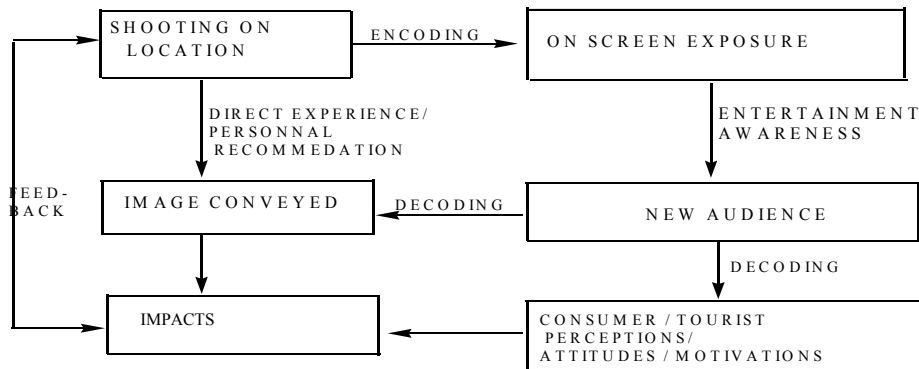 SHOOTING ON
LOCATION
ENCODING
ON SCREEN EXPOSURE
DIRECT EXPERIENCE/
PERSONNAL
RECOMMEDATION
ENTERTAINMENT
AWARENESS
FEED-
BACK
IMAGE CONVEYED
DECODING
NEW AUDIENCE
DECODING
IMPACTS
CONSUMER / TOURIST
PERCEPTIONS/
ATTITUDES / MOTIVATIONS